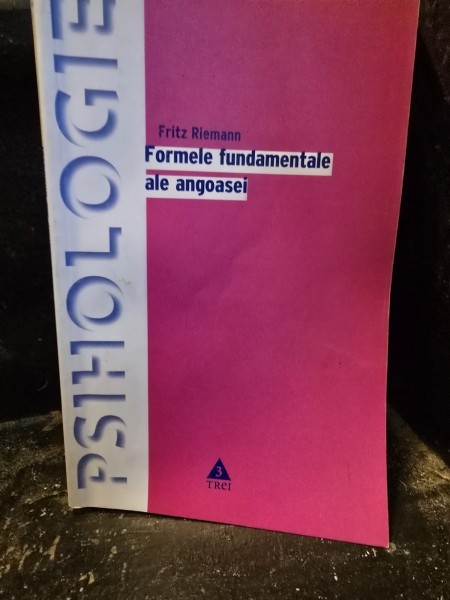 PSIHOLOGIE
Fritz Riemann
Formele fundamentale
ale angoasei
3
TREI